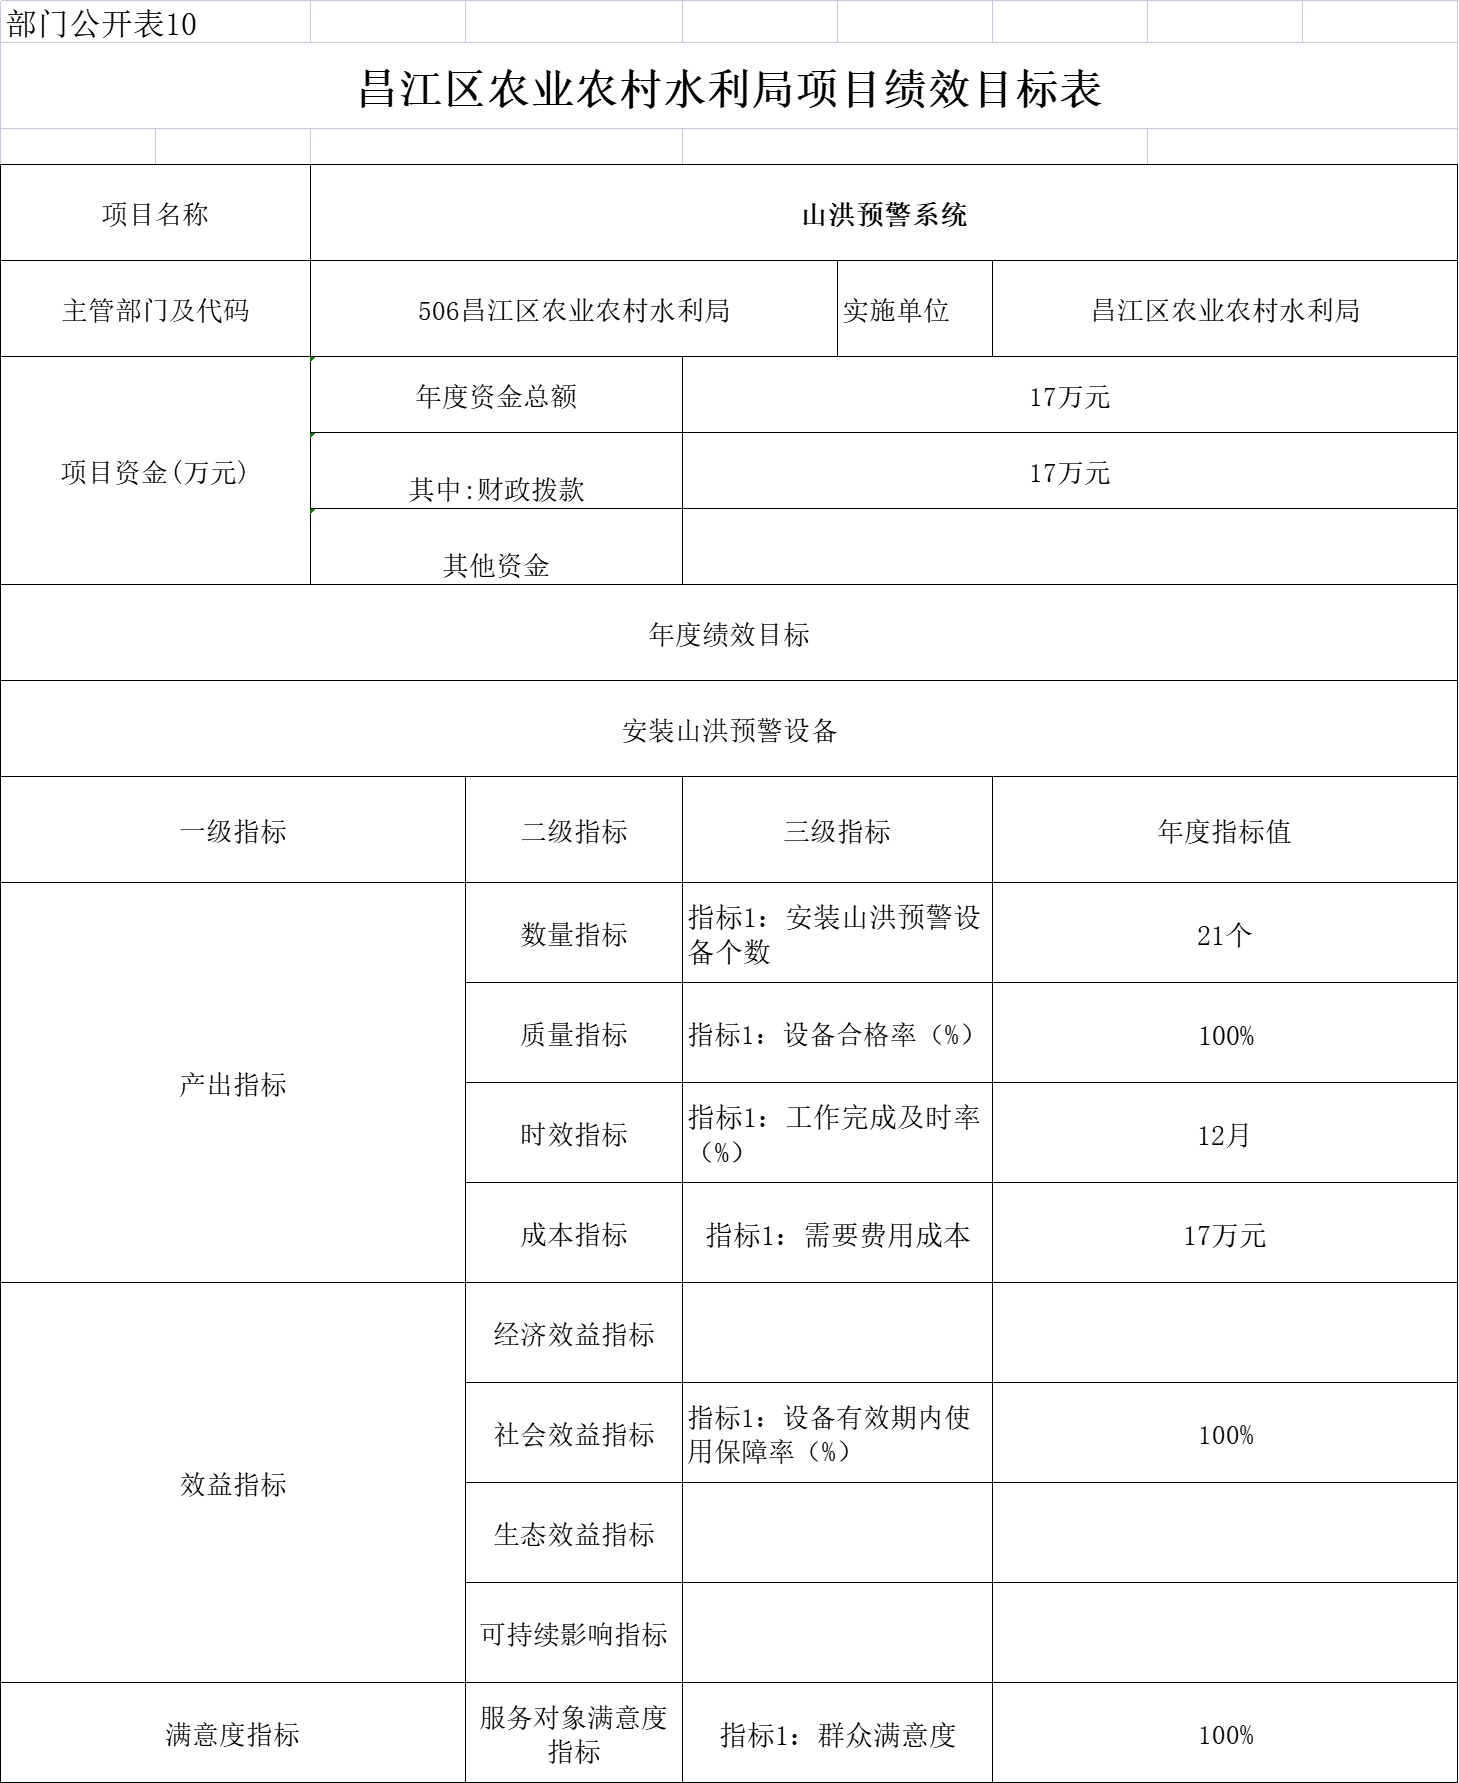 部门公开表10
昌江区农业农村水利局项目绩效目标表
项目名称
山洪预警系统
主管部门及代码
506昌江区农业农村水利局
实施单位
昌江区农业农村水利局
项目资金(万元)
年度资金总额
17万元
其中:财政拨款
17万元
其他资金
年度绩效目标
安装山洪预警设备
一级指标
二级指标
三级指标
年度指标值
产出指标
数量指标
指标1：安装山洪预警设
备个数
21个
质量指标
指标1：设备合格率（%）
100%
时效指标
指标1：工作完成及时率
（%）
12月
成本指标
指标1：需要费用成本
17万元
效益指标
经济效益指标
社会效益指标
指标1：设备有效期内使
用保障率（%）
100%
生态效益指标
可持续影响指标
满意度指标
服务对象满意度
指标
指标1：群众满意度
100%